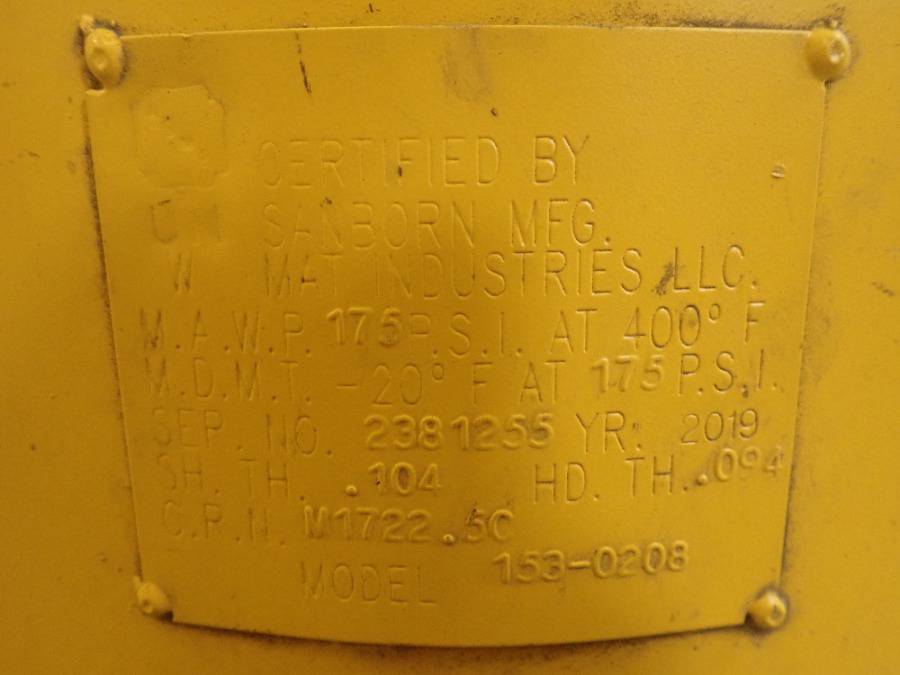 CERTIFIED BY
SANBORN MFG.
W MAT INDUSTRIES, LLC.
M.A.W.P. 175 P.S.I. AT 400° F
M.D.M.T. -20° F AT 175 P.S.I.
SER. NO. 2381255 YR. 2019
SH. TH. .104 HD. TH. .094
C.R.N. M1722.5C
MODEL 153-0208